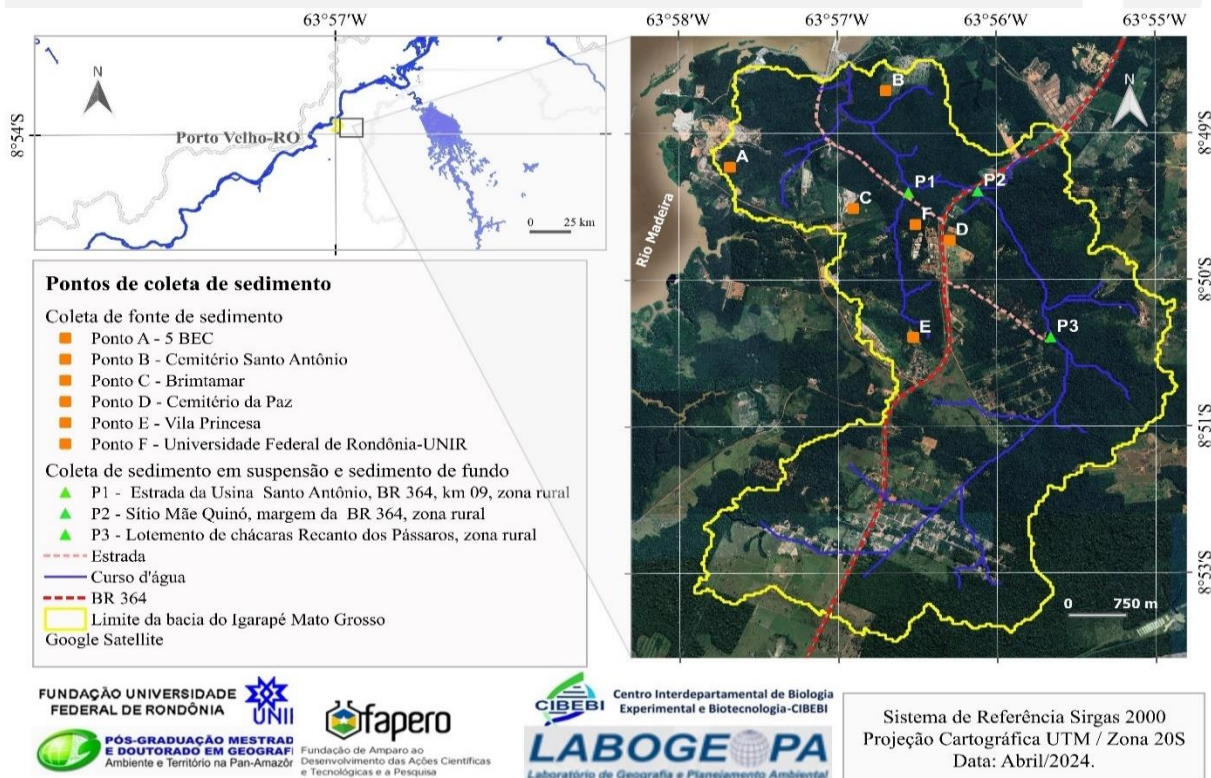 63°57'W
63°58'W
63°57'W
63°56'W
63°55'W
N
8°54'S
Porto Velho-RO
0 25 km
N
B
8°49'S
A
C
P1
P2
F
D
Rio Madeira
8°50'S
E
P3
8°51'S
8°53'S
0 750 m
Pontos de coleta de sedimento
Coleta de fonte de sedimento
Ponto A - 5 BEC
Ponto B - Cemitério Santo Antônio
Ponto C - Brimtamar
Ponto D - Cemitério da Paz
Ponto E - Vila Princesa
Ponto F - Universidade Federal de Rondônia-UNIR
Coleta de sedimento em suspensão e sedimento de fundo
P1 - Estrada da Usina Santo Antônio, BR 364, km 09, zona rural
P2 - Sítio Mãe Quinó, margem da BR 364, zona rural
P3 - Lotemento de chácaras Recanto dos Pássaros, zona rural
Estrada
Curso d'água
BR 364
Limite da bacia do Igarapé Mato Grosso
Google Satellite
FUNDAÇÃO UNIVERSIDADE
FEDERAL DE RONDÔNIA
UNII
PÓS-GRADUAÇÃO MESTRAD
E DOUTORADO EM GEOGRAFI
Ambiente e Território na Pan-Amazôn
fapero
Fundação de Amparo ao
Desenvolvimento das Ações Científicas
e Tecnológicas e a Pesquisa
CIBEBI
Centro Interdepartamental de Biologia
Experimental e Biotecnologia-CIBEBI
LABOGEOPA
Laboratório de Geografia e Planejamento Ambiental
Sistema de Referência Sirgas 2000
Projeção Cartográfica UTM / Zona 20S
Data: Abril/2024.